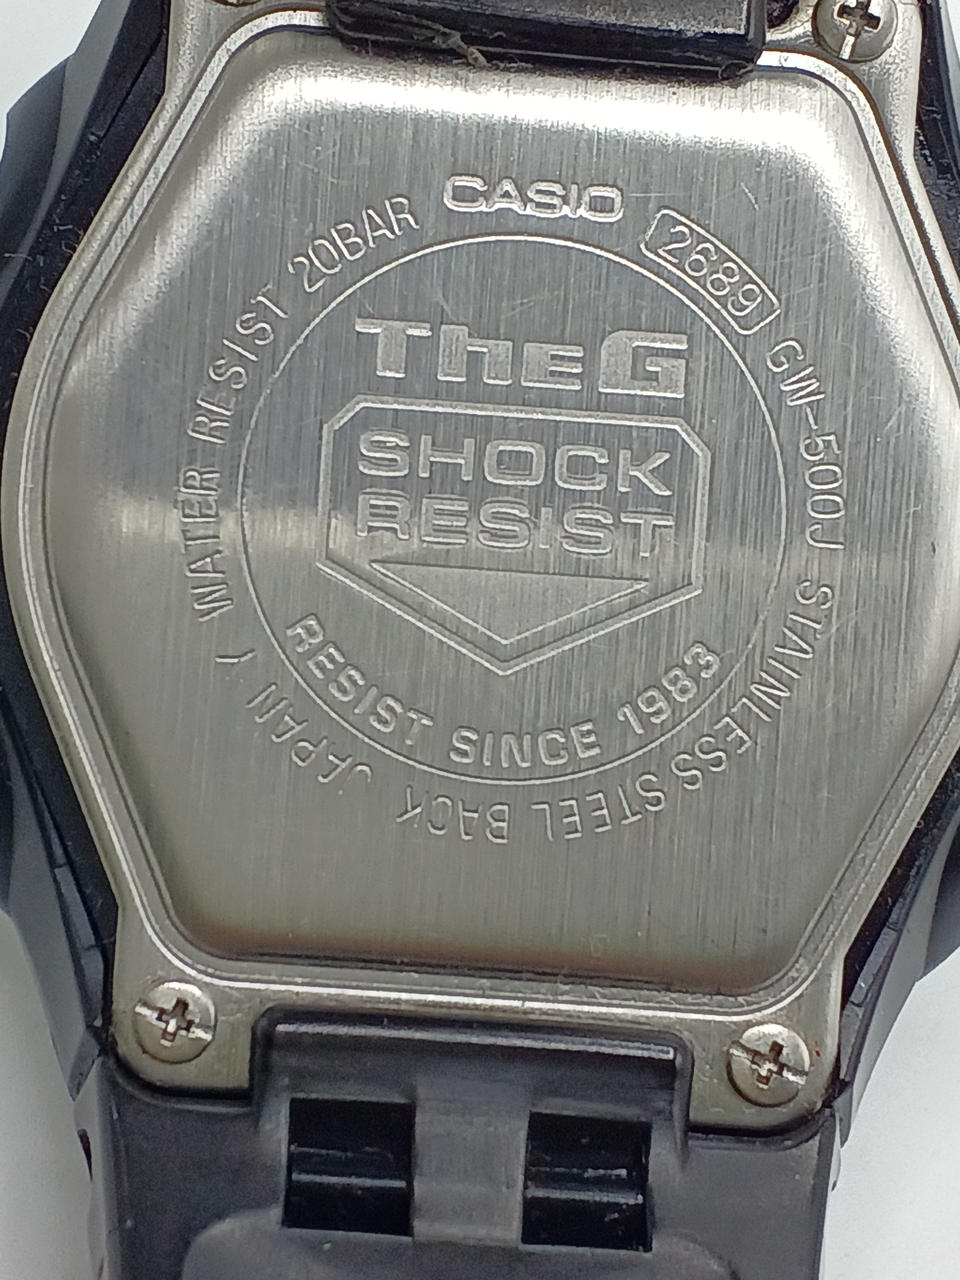 CASIO
2689 GW-500J STAINLESS STEEL BACK JAPAN Y WATER RESIST 20BAR
The G
SHOCK
RESIST
RESIST SINCE 1983